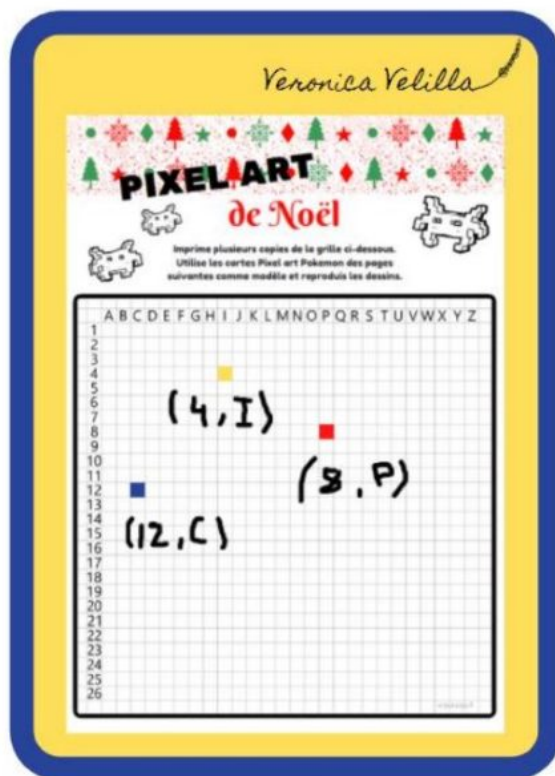 Veronica Velilla
PIXEL ART
de Noël
Imprime plusieurs copies de la grille ci-dessous.
Utilise les cartes Pixel art Pokemon des pages
suivantes comme modèle et reproduis les dessins.
A B C D E F G H I J K L M N O P Q R S T U V W X Y Z
1
2
3
4
5
6
(4, I)
7
8
9
10
(8, P)
11
12
13
14
(12, C)
15
16
17
18
19
20
21
22
23
24
25
26